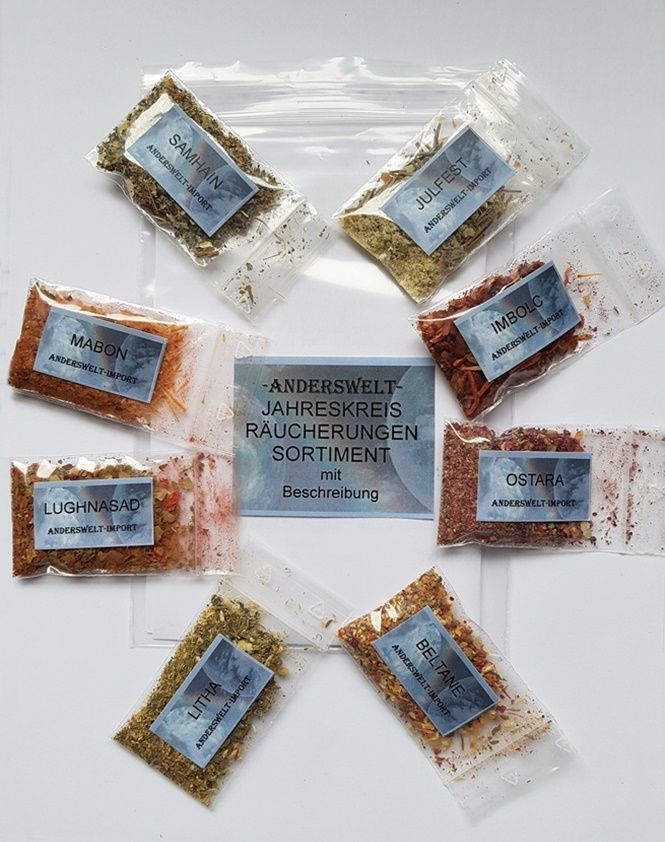 SAMHAIN
ANDERSWELT-IMPORT
JULFEST
ANDERSWELT-IMPORT
MABON
ANDERSWELT-IMPORT
IMBOLC
ANDERSWELT-IMPORT
-ANDERSWELT-
JAHRESKREIS
RÄUCHERUNGEN
SORTIMENT
mit
Beschreibung
LUGHNASAD
ANDERSWELT-IMPORT
OSTARA
ANDERSWELT-IMPORT
LITHA
ANDERSWELT-IMPORT
BELTANE
ANDERSWELT-IMPORT